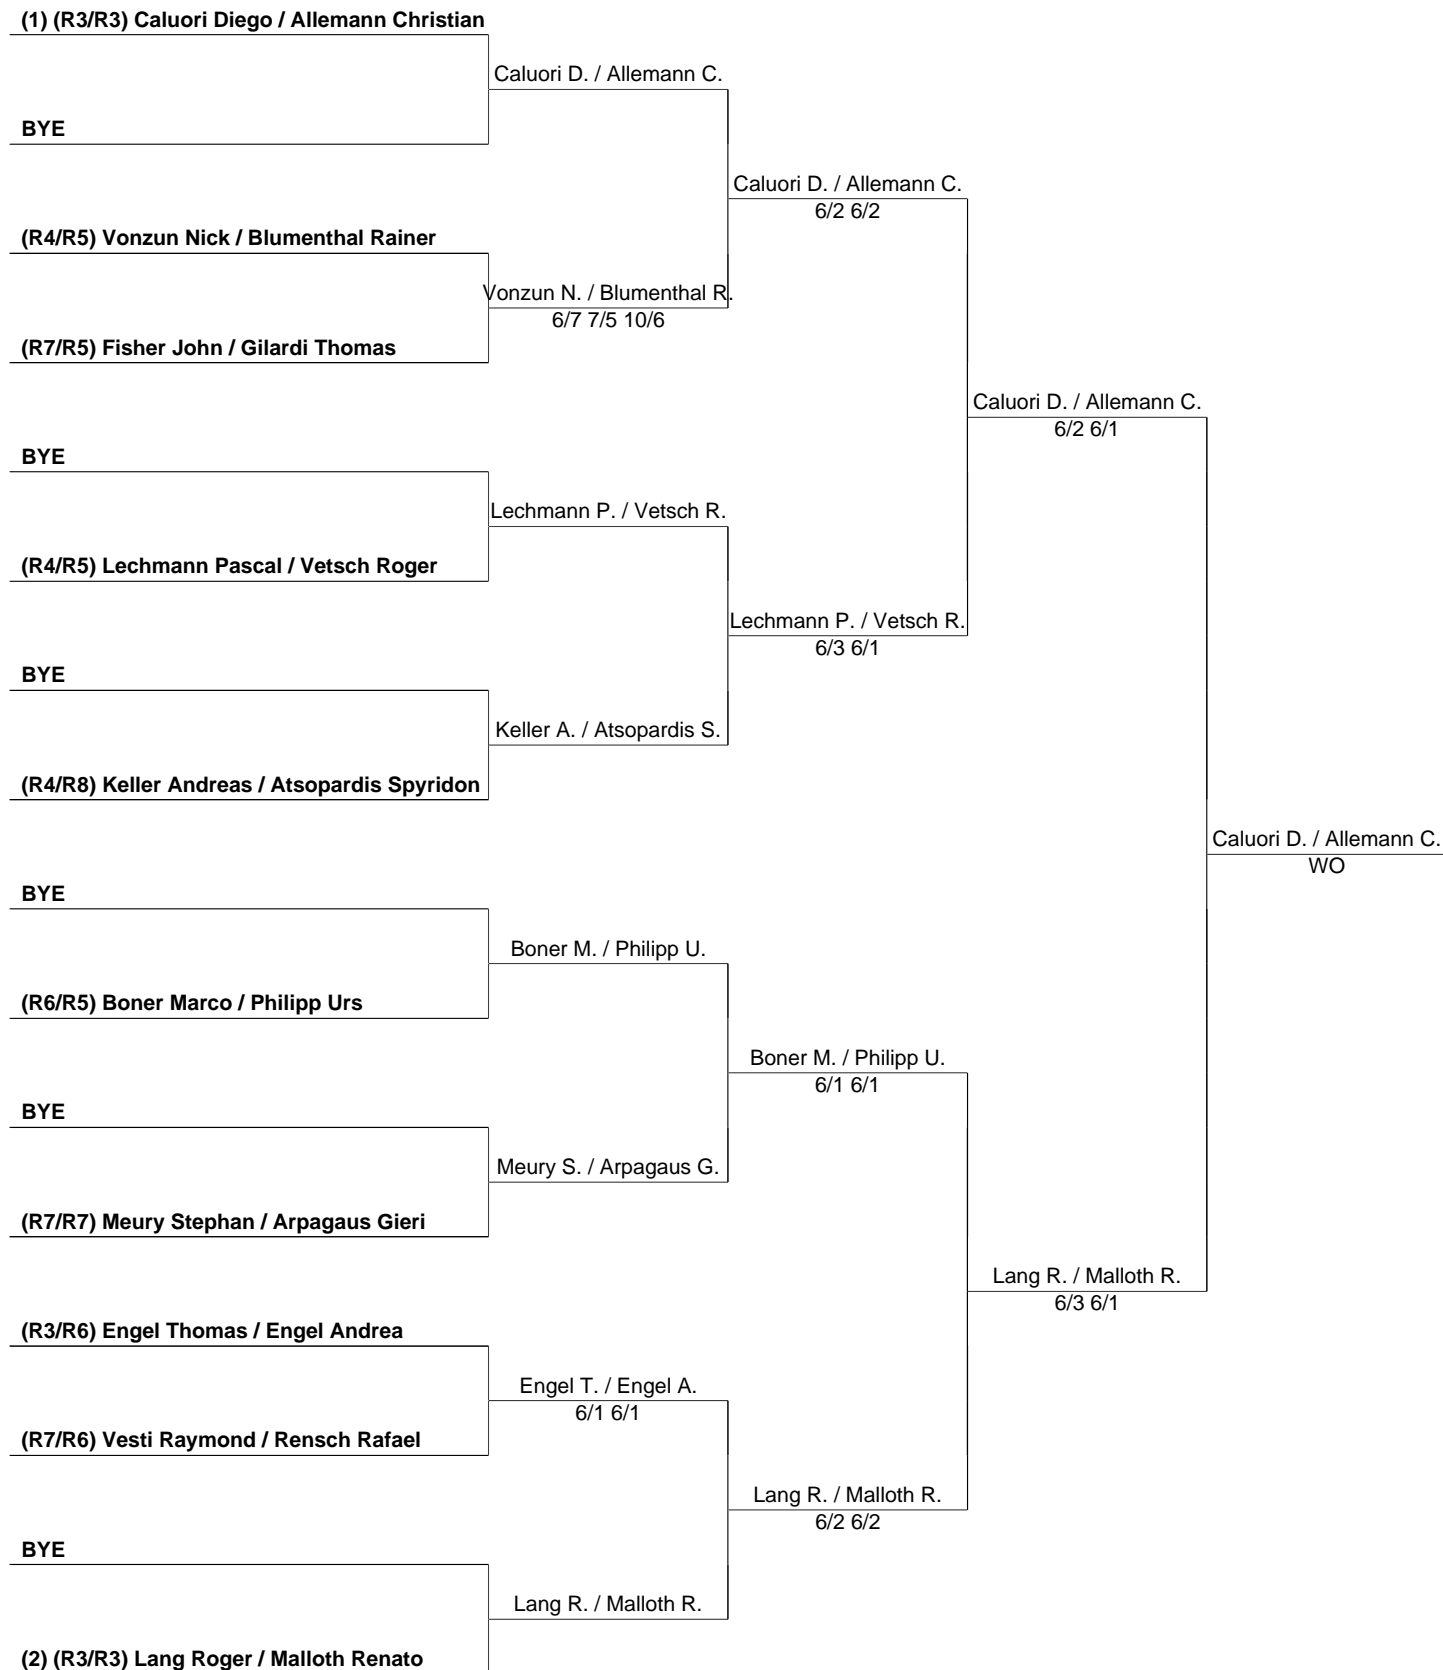 (1) (R3/R3) Caluori Diego / Allemann Christian
Caluori D. / Allemann C.
BYE
Caluori D. / Allemann C.
6/2 6/2
(R4/R5) Vonzun Nick / Blumenthal Rainer
Vonzun N. / Blumenthal R.
6/7 7/5 10/6
(R7/R5) Fisher John / Gilardi Thomas
Caluori D. / Allemann C.
6/2 6/1
BYE
Lechmann P. / Vetsch R.
(R4/R5) Lechmann Pascal / Vetsch Roger
Lechmann P. / Vetsch R.
6/3 6/1
BYE
Keller A. / Atsopardis S.
(R4/R8) Keller Andreas / Atsopardis Spyridon
Caluori D. / Allemann C.
WO
BYE
Boner M. / Philipp U.
(R6/R5) Boner Marco / Philipp Urs
Boner M. / Philipp U.
6/1 6/1
BYE
Meury S. / Arpagaus G.
(R7/R7) Meury Stephan / Arpagaus Gieri
Lang R. / Malloth R.
6/3 6/1
(R3/R6) Engel Thomas / Engel Andrea
Engel T. / Engel A.
6/1 6/1
(R7/R6) Vesti Raymond / Rensch Rafael
Lang R. / Malloth R.
6/2 6/2
BYE
Lang R. / Malloth R.
(2) (R3/R3) Lang Roger / Malloth Renato